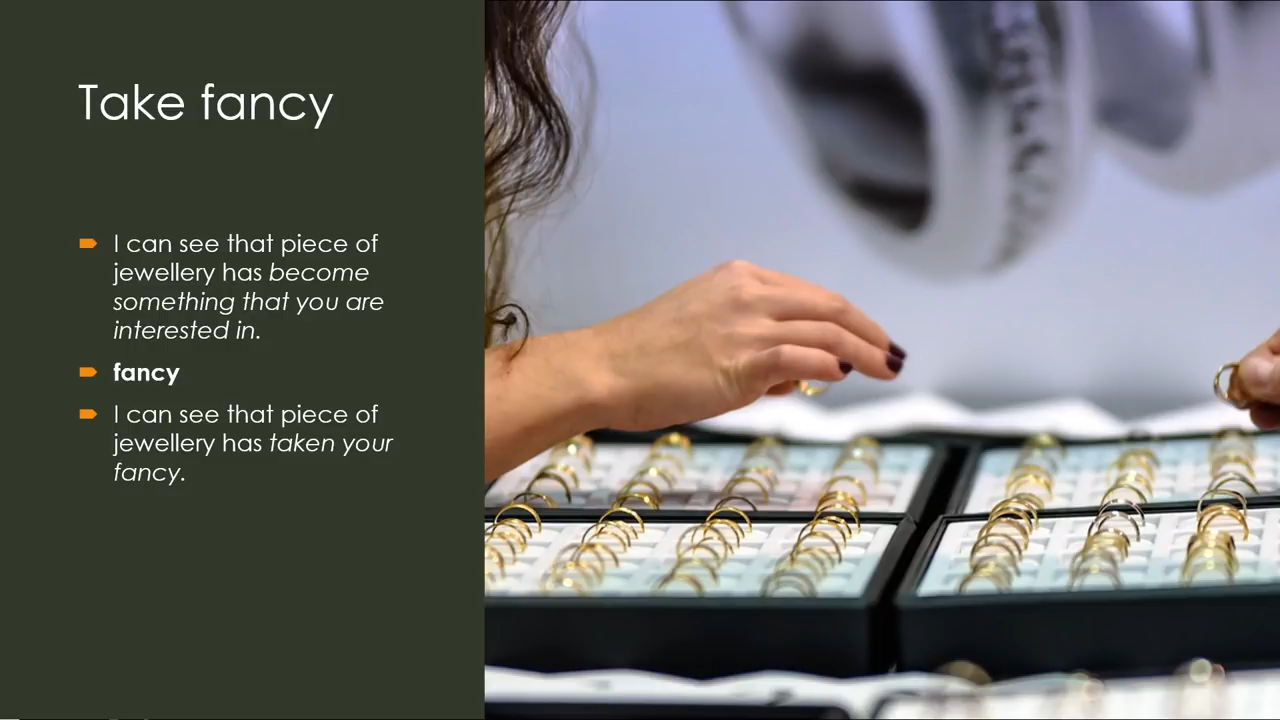 Take fancy
I can see that piece of
jewellery has become
something that you are
interested in.
fancy
I can see that piece of
jewellery has taken your
fancy.